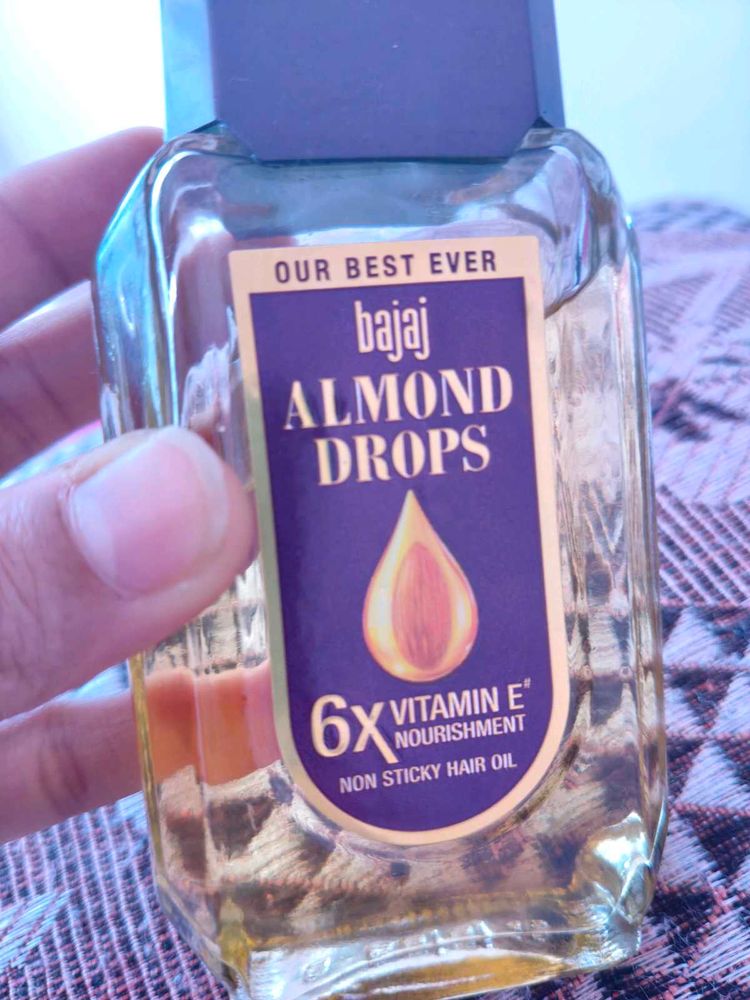 OUR BEST EVER
bajaj
ALMOND
DROPS
6X VITAMIN E#
NOURISHMENT
NON STICKY HAIR OIL